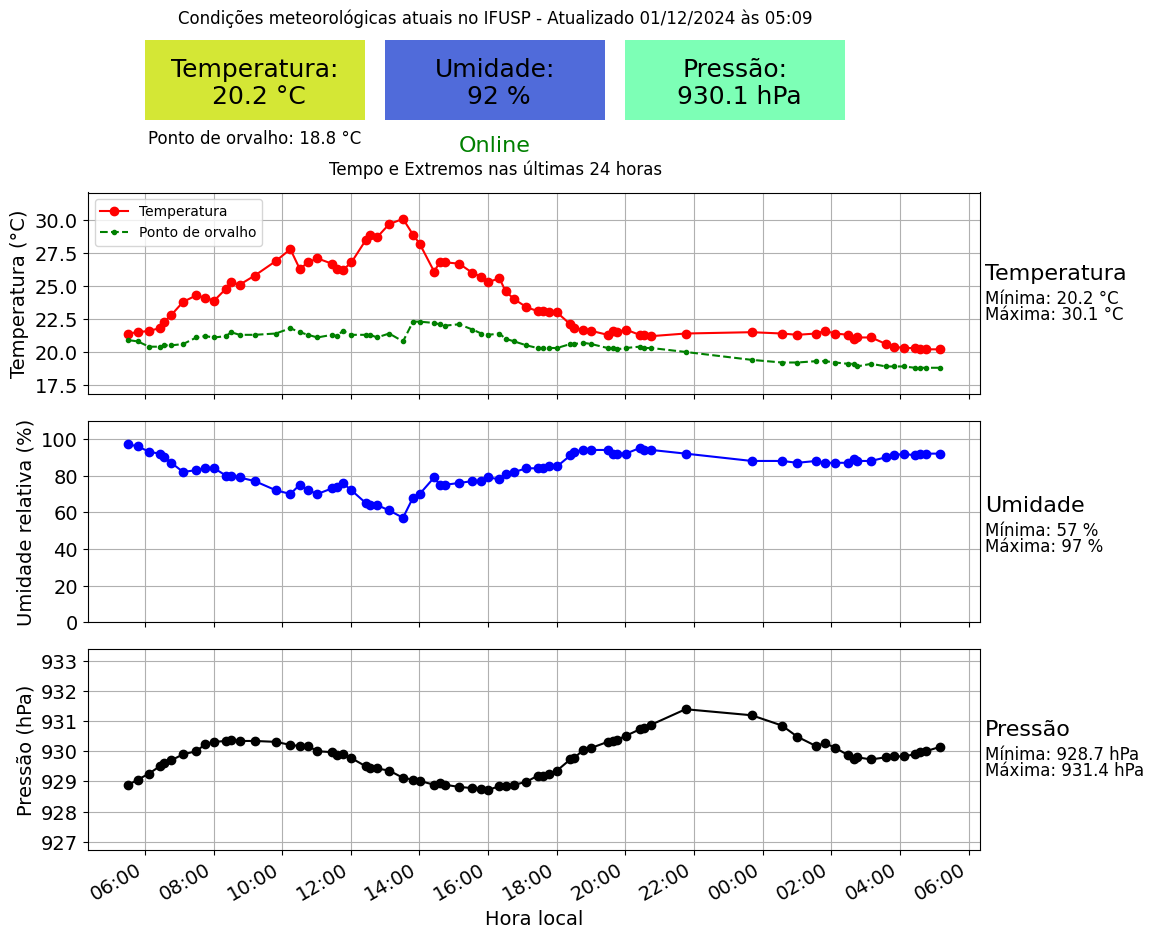 Condições meteorológicas atuais no IFUSP - Atualizado 01/12/2024 às 05:09
Temperatura:
20.2 °C
Umidade:
92 %
Pressão:
930.1 hPa
Ponto de orvalho: 18.8 °C
Online
Tempo e Extremos nas últimas 24 horas
Temperatura (°C)
30.0
27.5
25.0
22.5
20.0
17.5
Temperatura
Ponto de orvalho
Temperatura
Mínima: 20.2 °C
Máxima: 30.1 °C
Umidade relativa (%)
100
80
60
40
20
0
Umidade
Mínima: 57 %
Máxima: 97 %
Pressão (hPa)
933
932
931
930
929
928
927
Pressão
Mínima: 928.7 hPa
Máxima: 931.4 hPa
06:00 08:00 10:00 12:00 14:00 16:00 18:00 20:00 22:00 00:00 02:00 04:00 06:00
Hora local